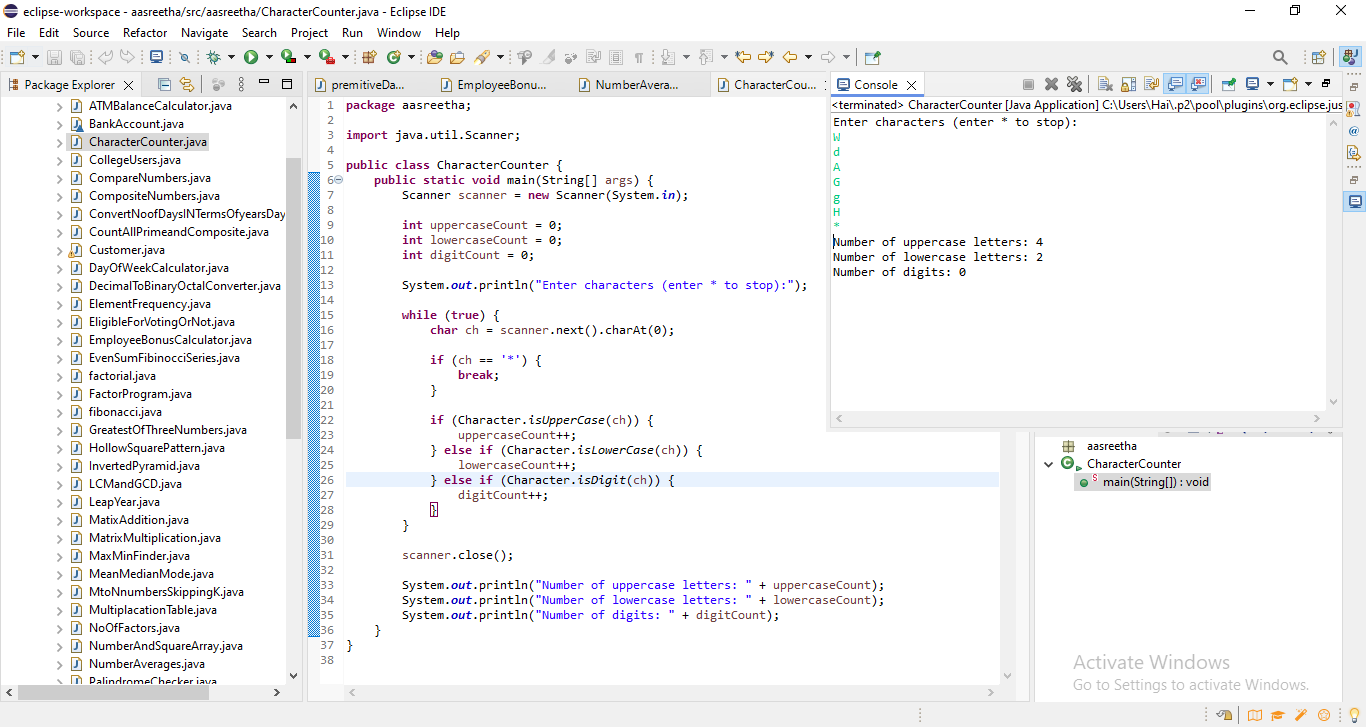 eclipse-workspace - aasreetha/src/aasreetha/CharacterCounter.java - Eclipse IDE
File Edit Source Refactor Navigate Search Project Run Window Help
Package Explorer
ATMBalanceCalculator.java
BankAccount.java
CharacterCounter.java
CollegeUsers.java
CompareNumbers.java
CompositeNumbers.java
ConvertNoofDaysINTermsOfyearsDay
CountAllPrimeandComposite.java
Customer.java
DayOfWeekCalculator.java
DecimalToBinaryOctalConverter.java
ElementFrequency.java
EligibleForVotingOrNot.java
EmployeeBonusCalculator.java
EvenSumFibinocciSeries.java
factorial.java
FactorProgram.java
fibonacci.java
GreatestOfThreeNumbers.java
HollowSquarePattern.java
InvertedPyramid.java
LCMandGCD.java
LeapYear.java
MatixAddition.java
MatrixMultiplication.java
MaxMinFinder.java
MeanMedianMode.java
MtoNnumbersSkippingK.java
MultiplacationTable.java
NoOfFactors.java
NumberAndSquareArray.java
NumberAverages.java
PalindromeChecker.java
premitiveDa... EmployeeBonu... NumberAvera... CharacterCou...
1 package aasreetha;
2
3 import java.util.Scanner;
4
5 public class CharacterCounter {
6 public static void main(String[] args) {
7 Scanner scanner = new Scanner(System.in);
8
9 int uppercaseCount = 0;
10 int lowercaseCount = 0;
11 int digitCount = 0;
12
13 System.out.println("Enter characters (enter * to stop):");
14
15 while (true) {
16 char ch = scanner.next().charAt(0);
17
18 if (ch == '*') {
19 break;
20 }
21
22 if (Character.isUpperCase(ch)) {
23 uppercaseCount++;
24 } else if (Character.isLowerCase(ch)) {
25 lowercaseCount++;
26 } else if (Character.isDigit(ch)) {
27 digitCount++;
28 }
29 }
30
31 scanner.close();
32
33 System.out.println("Number of uppercase letters: " + uppercaseCount);
34 System.out.println("Number of lowercase letters: " + lowercaseCount);
35 System.out.println("Number of digits: " + digitCount);
36 }
37 }
38
Console
<terminated> CharacterCounter [Java Application] C:\Users\Hai\.p2\pool\plugins\org.eclipse.jus
Enter characters (enter * to stop):
W
d
A
G
g
H
*
Number of uppercase letters: 4
Number of lowercase letters: 2
Number of digits: 0
aasreetha
CharacterCounter
main(String[]) : void
Activate Windows
Go to Settings to activate Windows.